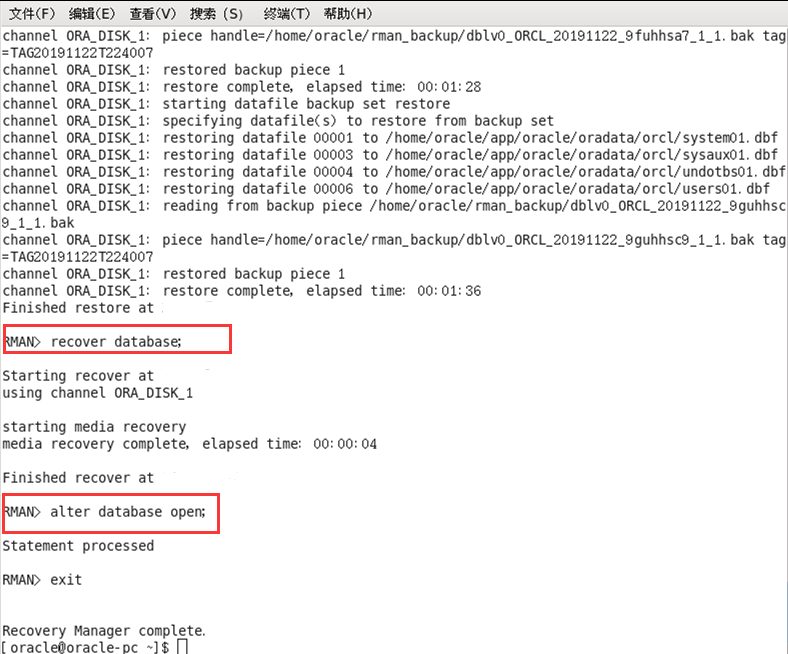 文件(F) 编辑(E) 查看(V) 搜索 (S) 终端(T) 帮助(H)
channel ORA_DISK_1: piece handle=/home/oracle/rman_backup/dblv0_ORCL_20191122_9fuhhsa7_1_1.bak tag
=TAG20191122T224007
channel ORA_DISK_1: restored backup piece 1
channel ORA_DISK_1: restore complete, elapsed time: 00:01:28
channel ORA_DISK_1: starting datafile backup set restore
channel ORA_DISK_1: specifying datafile(s) to restore from backup set
channel ORA_DISK_1: restoring datafile 00001 to /home/oracle/app/oracle/oradata/orcl/system01.dbf
channel ORA_DISK_1: restoring datafile 00003 to /home/oracle/app/oracle/oradata/orcl/sysaux01.dbf
channel ORA_DISK_1: restoring datafile 00004 to /home/oracle/app/oracle/oradata/orcl/undotbs01.dbf
channel ORA_DISK_1: restoring datafile 00006 to /home/oracle/app/oracle/oradata/orcl/users01.dbf
channel ORA_DISK_1: reading from backup piece /home/oracle/rman_backup/dblv0_ORCL_20191122_9guhhsc
9_1_1.bak
channel ORA_DISK_1: piece handle=/home/oracle/rman_backup/dblv0_ORCL_20191122_9guhhsc9_1_1.bak tag
=TAG20191122T224007
channel ORA_DISK_1: restored backup piece 1
channel ORA_DISK_1: restore complete, elapsed time: 00:01:36
Finished restore at
RMAN> recover database;
Starting recover at
using channel ORA_DISK_1
starting media recovery
media recovery complete, elapsed time: 00:00:04
Finished recover at
RMAN> alter database open;
Statement processed
RMAN> exit
Recovery Manager complete.
[oracle@oracle-pc ~]$